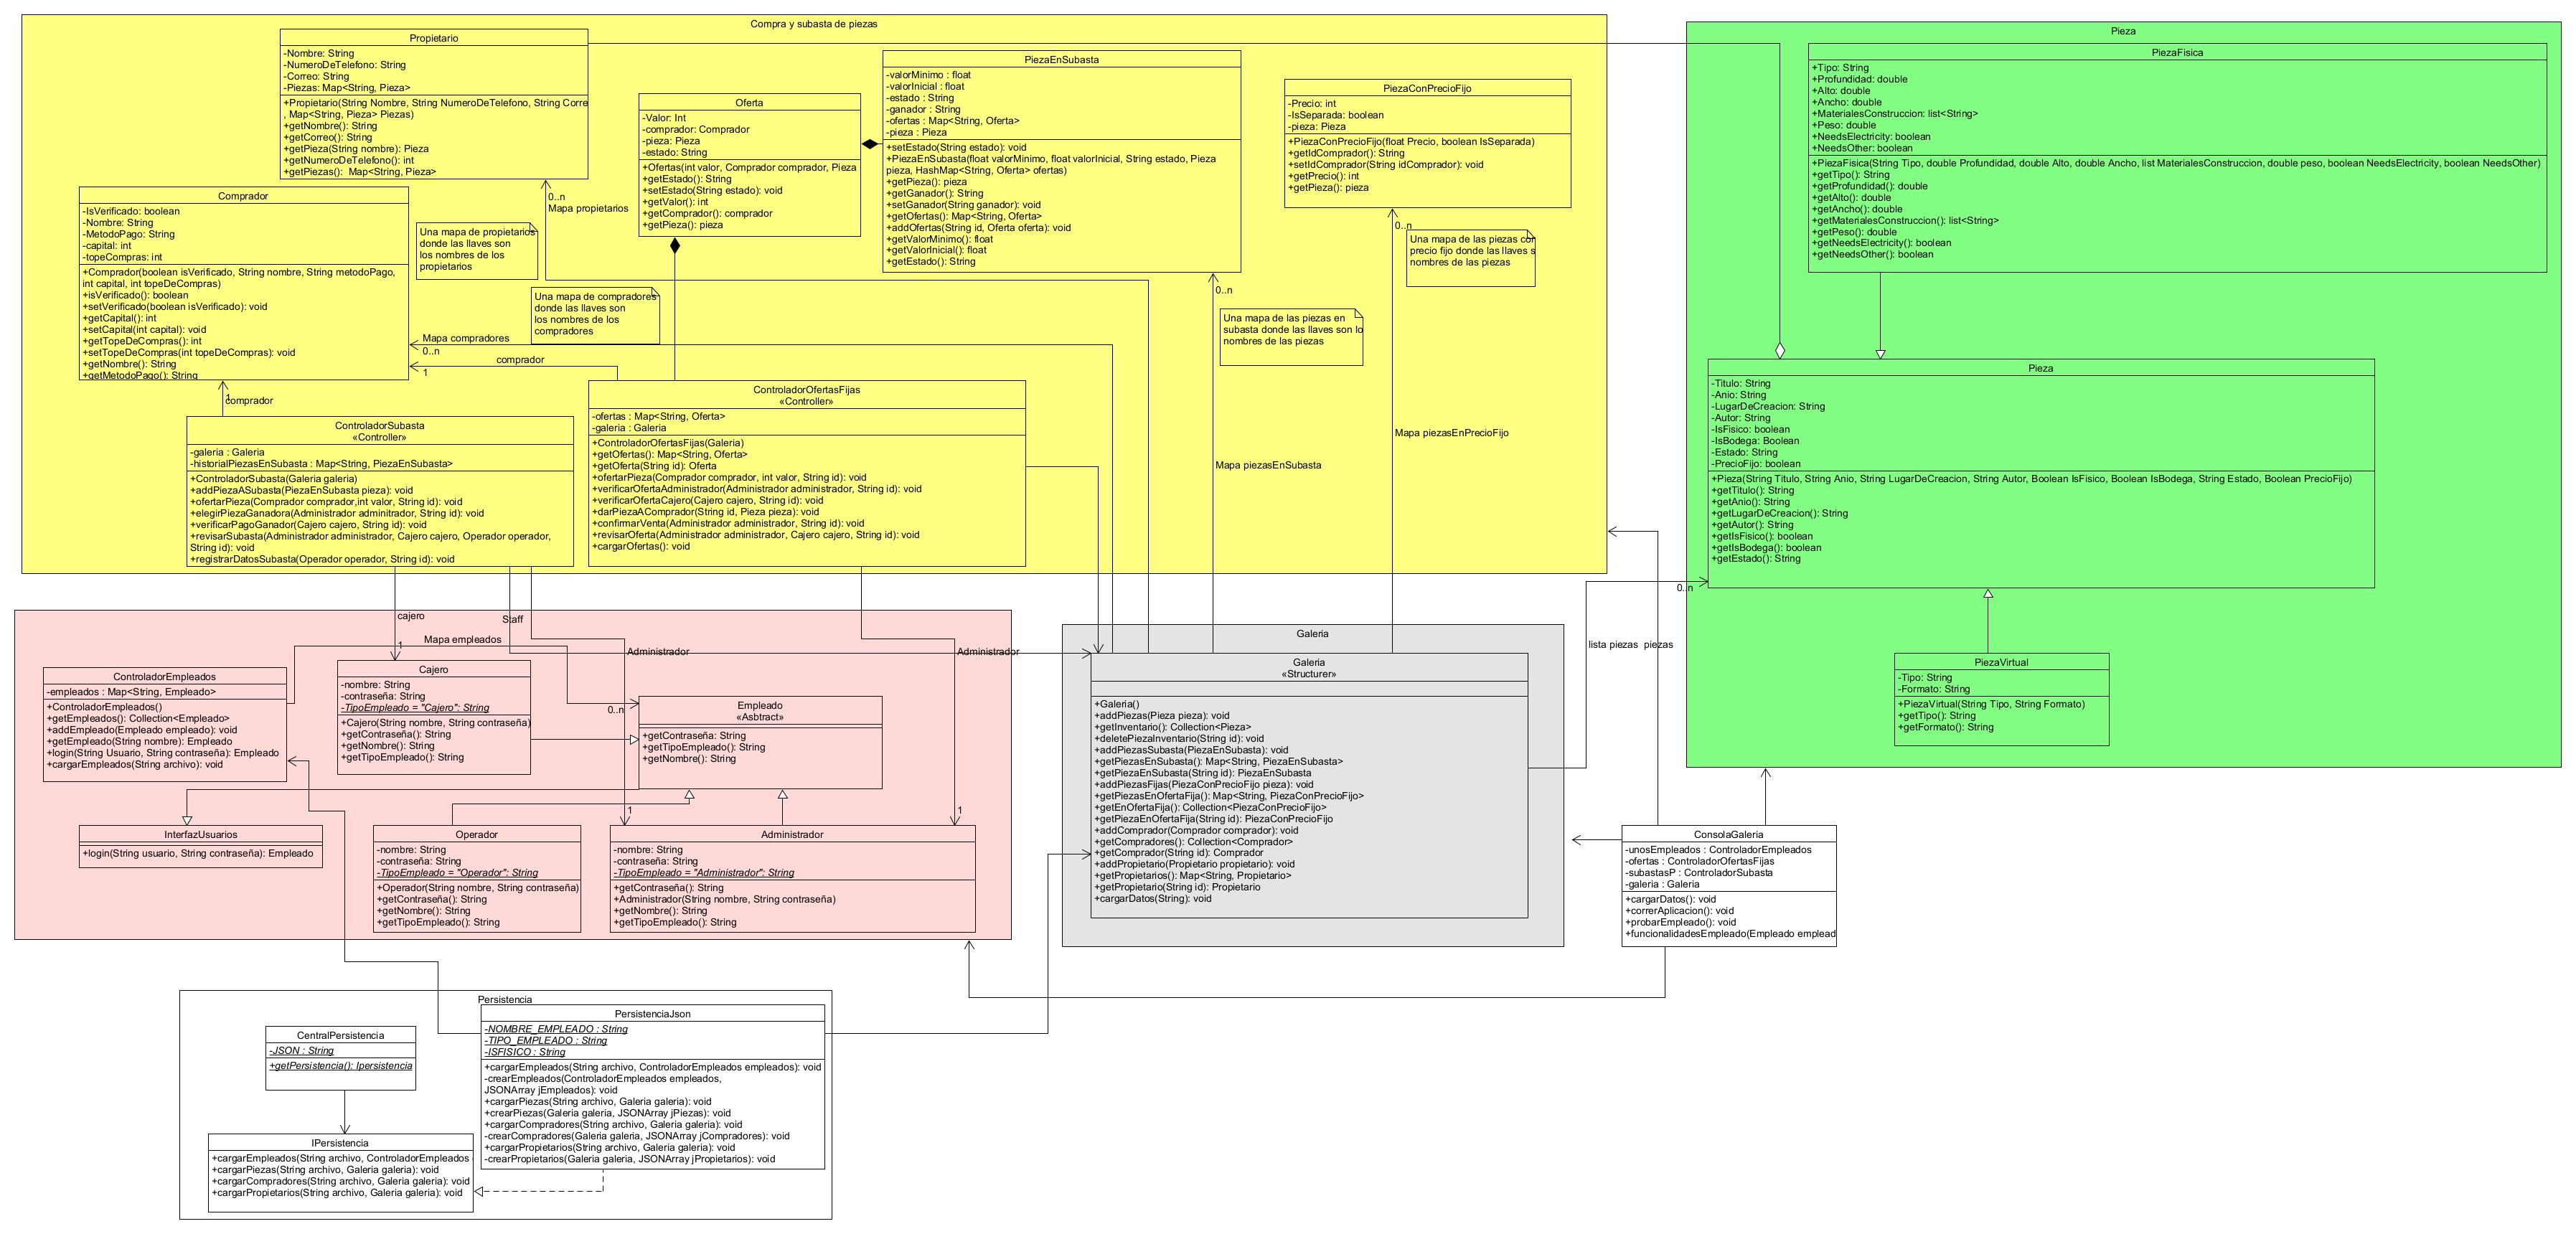 Compra y subasta de piezas
Propietario
-Nombre: String
-NumeroDeTelefono: String
-Correo: String
-Piezas: Map<String, Pieza>
+Propietario(String Nombre, String NumeroDeTelefono, String Corre
, Map<String, Pieza> Piezas)
+getNombre(): String
+getCorreo(): String
+getPieza(String nombre): Pieza
+getNumeroDeTelefono(): int
+getPiezas():  Map<String, Pieza>
Oferta
-Valor: Int
-comprador: Comprador
-pieza: Pieza
-estado: String
+Ofertas(int valor, Comprador comprador, Pieza
+getEstado(): String
+setEstado(String estado): void
+getValor(): int
+getComprador(): comprador
+getPieza(): pieza
PiezaEnSubasta
-valorMinimo : float
-valorInicial : float
-estado : String
-ganador : String
-ofertas : Map<String, Oferta>
-pieza : Pieza
+setEstado(String estado): void
+PiezaEnSubasta(float valorMinimo, float valorInicial, String estado, Pieza
pieza, HashMap<String, Oferta> ofertas)
+getPieza(): pieza
+getGanador(): String
+setGanador(String ganador): void
+getOfertas(): Map<String, Oferta>
+addOfertas(String id, Oferta oferta): void
+getValorMinimo(): float
+getValorInicial(): float
+getEstado(): String
PiezaConPrecioFijo
-Precio: int
-IsSeparada: boolean
-pieza: Pieza
+PiezaConPrecioFijo(float Precio, boolean IsSeparada)
+getIdComprador(): String
+setIdComprador(String idComprador): void
+getPrecio(): int
+getPieza(): pieza
Comprador
-IsVerificado: boolean
-Nombre: String
-MetodoPago: String
-capital: int
-topeCompras: int
+Comprador(boolean isVerificado, String nombre, String metodoPago,
int capital, int topeDeCompras)
+isVerificado(): boolean
+setVerificado(boolean isVerificado): void
+getCapital(): int
+setCapital(int capital): void
+getTopeDeCompras(): int
+setTopeDeCompras(int topeDeCompras): void
+getNombre(): String
+getMetodoPago(): String
0..n
Mapa propietarios
Una mapa de propietarios
donde las llaves son
los nombres de los
propietarios
Una mapa de compradores
donde las llaves son
los nombres de los
compradores
Mapa compradores
0..n
comprador
1
1
comprador
0..n
Una mapa de las piezas en
subasta donde las llaves son lo
nombres de las piezas
Mapa piezasEnSubasta
0..n
Una mapa de las piezas con
precio fijo donde las llaves s
nombres de las piezas
Mapa piezasEnPrecioFijo
ControladorSubasta
«Controller»
-galeria : Galeria
-historialPiezasEnSubasta : Map<String, PiezaEnSubasta>
+ControladorSubasta(Galeria galeria)
+addPiezaASubasta(PiezaEnSubasta pieza): void
+ofertarPieza(Comprador comprador,int valor, String id): void
+elegirPiezaGanadora(Administrador adminitrador, String id): void
+verificarPagoGanador(Cajero cajero, String id): void
+revisarSubasta(Administrador administrador, Cajero cajero, Operador operador,
String id): void
+registrarDatosSubasta(Operador operador, String id): void
ControladorOfertasFijas
«Controller»
-ofertas : Map<String, Oferta>
-galeria : Galeria
+ControladorOfertasFijas(Galeria)
+getOfertas(): Map<String, Oferta>
+getOferta(String id): Oferta
+ofertarPieza(Comprador comprador, int valor, String id): void
+verificarOfertaAdministrador(Administrador administrador, String id): void
+verificarOfertaCajero(Cajero cajero, String id): void
+darPiezaAComprador(String id, Pieza pieza): void
+confirmarVenta(Administrador administrador, String id): void
+revisarOferta(Administrador administrador, Cajero cajero, String id): void
+cargarOfertas(): void
Pieza
PiezaFisica
+Tipo: String
+Profundidad: double
+Alto: double
+Ancho: double
+MaterialesConstruccion: list<String>
+Peso: double
+NeedsElectricity: boolean
+NeedsOther: boolean
+PiezaFisica(String Tipo, double Profundidad, double Alto, double Ancho, list MaterialesConstruccion, double peso, boolean NeedsElectricity, boolean NeedsOther)
+getTipo(): String
+getProfundidad(): double
+getAlto(): double
+getAncho(): double
+getMaterialesConstruccion(): list<String>
+getPeso(): double
+getNeedsElectricity(): boolean
+getNeedsOther(): boolean
Pieza
-Titulo: String
-Anio: String
-LugarDeCreacion: String
-Autor: String
-IsFisico: boolean
-IsBodega: Boolean
-Estado: String
-PrecioFijo: boolean
+Pieza(String Titulo, String Anio, String LugarDeCreacion, String Autor, Boolean IsFisico, Boolean IsBodega, String Estado, Boolean PrecioFijo)
+getTitulo(): String
+getAnio(): String
+getLugarDeCreacion(): String
+getAutor(): String
+getIsFisico(): boolean
+getIsBodega(): boolean
+getEstado(): String
0..n
lista piezas  piezas
PiezaVirtual
-Tipo: String
-Formato: String
+PiezaVirtual(String Tipo, String Formato)
+getTipo(): String
+getFormato(): String
Staff
cajero
1
Mapa empleados
0..n
Administrador
1
Administrador
1
ControladorEmpleados
-empleados : Map<String, Empleado>
+ControladorEmpleados()
+getEmpleados(): Collection<Empleado>
+addEmpleado(Empleado empleado): void
+getEmpleado(String nombre): Empleado
+login(String Usuario, String contraseña): Empleado
+cargarEmpleados(String archivo): void
Cajero
-nombre: String
-contraseña: String
-TipoEmpleado = "Cajero": String
+Cajero(String nombre, String contraseña)
+getContraseña(): String
+getNombre(): String
+getTipoEmpleado(): String
Empleado
«Asbtract»
+getContraseña: String
+getTipoEmpleado(): String
+getNombre(): String
InterfazUsuarios
+login(String usuario, String contraseña): Empleado
Operador
-nombre: String
-contraseña: String
-TipoEmpleado = "Operador": String
+Operador(String nombre, String contraseña)
+getContraseña(): String
+getNombre(): String
+getTipoEmpleado(): String
Administrador
-nombre: String
-contraseña: String
-TipoEmpleado = "Administrador": String
+getContraseña(): String
+Administrador(String nombre, String contraseña)
+getNombre(): String
+getTipoEmpleado(): String
Galeria
Galeria
«Structurer»
+Galeria()
+addPiezas(Pieza pieza): void
+getInventario(): Collection<Pieza>
+deletePiezaInventario(String id): void
+addPiezasSubasta(PiezaEnSubasta): void
+getPiezasEnSubasta(): Map<String, PiezaEnSubasta>
+getPiezaEnSubasta(String id): PiezaEnSubasta
+addPiezasFijas(PiezaConPrecioFijo pieza): void
+getPiezasEnOfertaFija(): Map<String, PiezaConPrecioFijo>
+getEnOfertaFija(): Collection<PiezaConPrecioFijo>
+getPiezaEnOfertaFija(String id): PiezaConPrecioFijo
+addComprador(Comprador comprador): void
+getCompradores(): Collection<Comprador>
+getComprador(String id): Comprador
+addPropietario(Propietario propietario): void
+getPropietarios(): Map<String, Propietario>
+getPropietario(String id): Propietario
+cargarDatos(String): void
ConsolaGaleria
-unosEmpleados : ControladorEmpleados
-ofertas : ControladorOfertasFijas
-subastasP : ControladorSubasta
-galeria : Galeria
+cargarDatos(): void
+correrAplicacion(): void
+probarEmpleado(): void
+funcionalidadesEmpleado(Empleado emplead
Persistencia
CentralPersistencia
-JSON : String
+getPersistencia(): Ipersistencia
IPersistencia
+cargarEmpleados(String archivo, ControladorEmpleados
+cargarPiezas(String archivo, Galeria galeria): void
+cargarCompradores(String archivo, Galeria galeria): void
+cargarPropietarios(String archivo, Galeria galeria): void
PersistenciaJson
-NOMBRE_EMPLEADO : String
-TIPO_EMPLEADO : String
-ISFISICO : String
+cargarEmpleados(String archivo, ControladorEmpleados empleados): void
-crearEmpleados(ControladorEmpleados empleados,
JSONArray jEmpleados): void
+cargarPiezas(String archivo, Galeria galeria): void
+crearPiezas(Galeria galeria, JSONArray jPiezas): void
+cargarCompradores(String archivo, Galeria galeria): void
-crearCompradores(Galeria galeria, JSONArray jCompradores): void
+cargarPropietarios(String archivo, Galeria galeria): void
-crearPropietarios(Galeria galeria, JSONArray jPropietarios): void